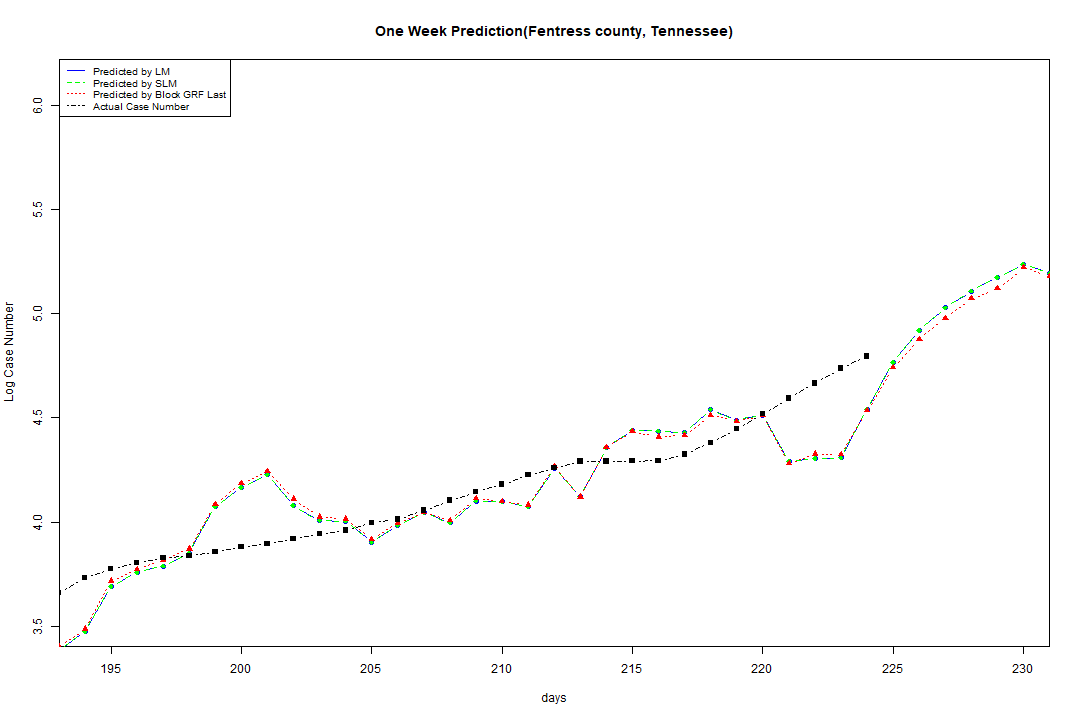 One Week Prediction(Fentress county, Tennessee)
Predicted by LM
Predicted by SLM
Predicted by Block GRF Last
Actual Case Number
6.0
5.5
5.0
4.5
4.0
3.5
Log Case Number
195 200 205 210 215 220 225 230
days